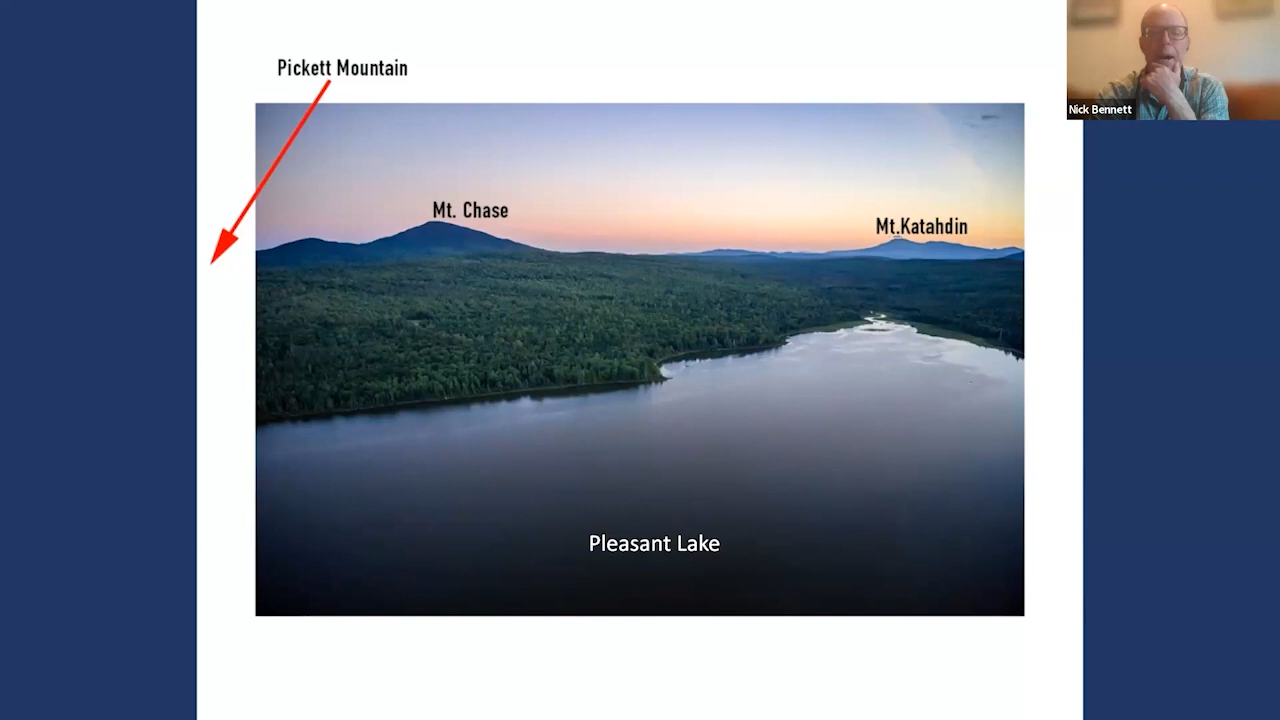 Pickett Mountain
Nick Bennett
Mt. Chase
Mt.Katahdin
Pleasant Lake